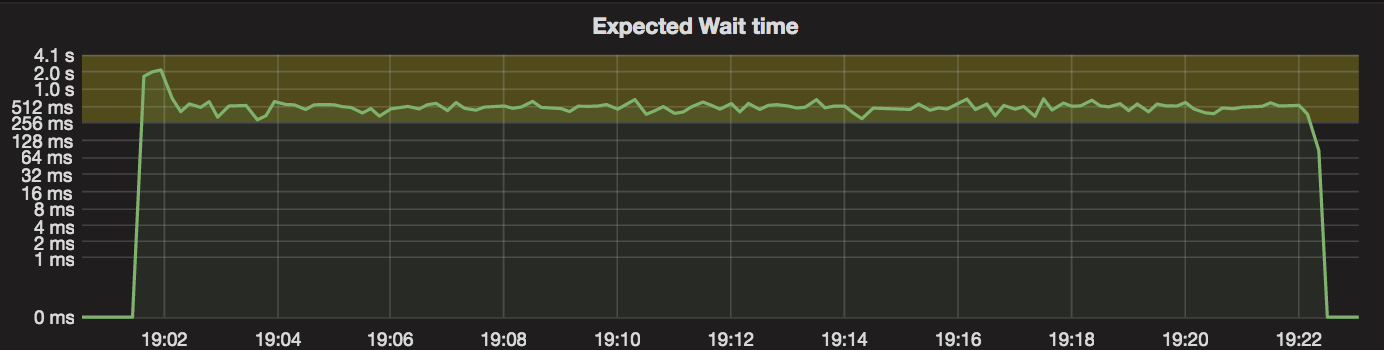 Expected Wait time
4.1 s
2.0 s
1.0 s
512 ms
256 ms
128 ms
64 ms
32 ms
16 ms
8 ms
4 ms
2 ms
1 ms
0 ms
19:02 19:04 19:06 19:08 19:10 19:12 19:14 19:16 19:18 19:20 19:22